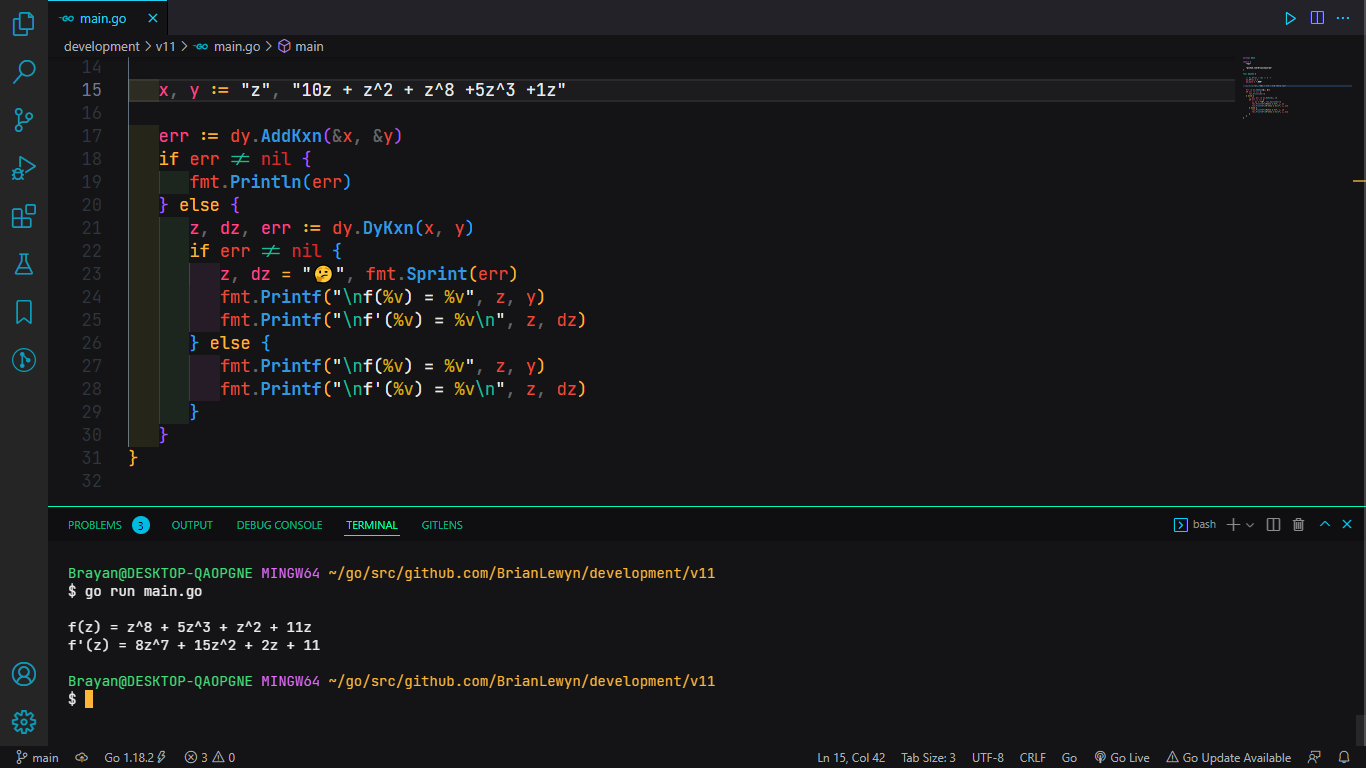 GO main.go
development > v11 > GO main.go > main
14
15 x, y := "z", "10z + z^2 + z^8 +5z^3 +1z"
16
17 err := dy.AddKxn(&x, &y)
18 if err != nil {
19 fmt.Println(err)
20 } else {
21 z, dz, err := dy.DyKxn(x, y)
22 if err != nil {
23 z, dz = "🤔", fmt.Sprint(err)
24 fmt.Printf("\nf(%v) = %v", z, y)
25 fmt.Printf("\nf'(%v) = %v\n", z, dz)
26 } else {
27 fmt.Printf("\nf(%v) = %v", z, y)
28 fmt.Printf("\nf'(%v) = %v\n", z, dz)
29 }
30 }
31 }
32
PROBLEMS 3 OUTPUT DEBUG CONSOLE TERMINAL GITLENS bash
Brayan@DESKTOP-QAOPGNE MINGW64 ~/go/src/github.com/BrianLewyn/development/v11
$ go run main.go
f(z) = z^8 + 5z^3 + z^2 + 11z
f'(z) = 8z^7 + 15z^2 + 2z + 11
Brayan@DESKTOP-QAOPGNE MINGW64 ~/go/src/github.com/BrianLewyn/development/v11
$
main Go 1.18.2 3 0 Ln 15, Col 42 Tab Size: 3 UTF-8 CRLF Go Go Live Go Update Available